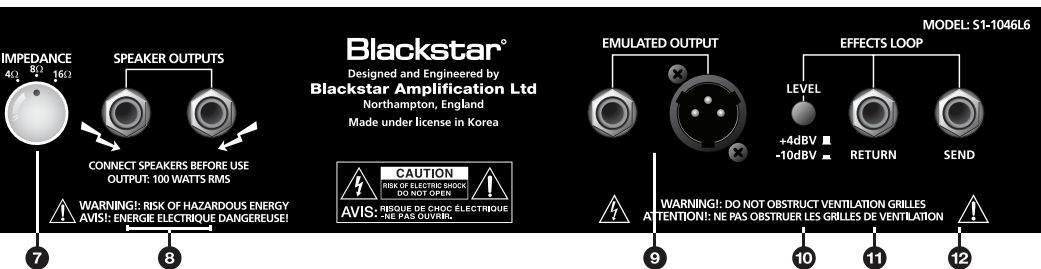 MODEL: S1-1046L6
IMPEDANCE
4Ω 8Ω 16Ω
SPEAKER OUTPUTS
CONNECT SPEAKERS BEFORE USE
OUTPUT: 100 WATTS RMS
WARNING!: RISK OF HAZARDOUS ENERGY
AVIS!: ENERGIE ELECTRIQUE DANGEREUSE!
Blackstar®
Designed and Engineered by
Blackstar Amplification Ltd
Northampton, England
Made under license in Korea
CAUTION
RISK OF ELECTRIC SHOCK
DO NOT OPEN
AVIS: RISQUE DE CHOC ÉLECTRIQUE
-NE PAS OUVRIR.
EMULATED OUTPUT
EFFECTS LOOP
LEVEL
+4dBV
-10dBV
RETURN
SEND
WARNING!: DO NOT OBSTRUCT VENTILATION GRILLES
ATTENTION!: NE PAS OBSTRUER LES GRILLES DE VENTILATION
7
8
9
10
11
12